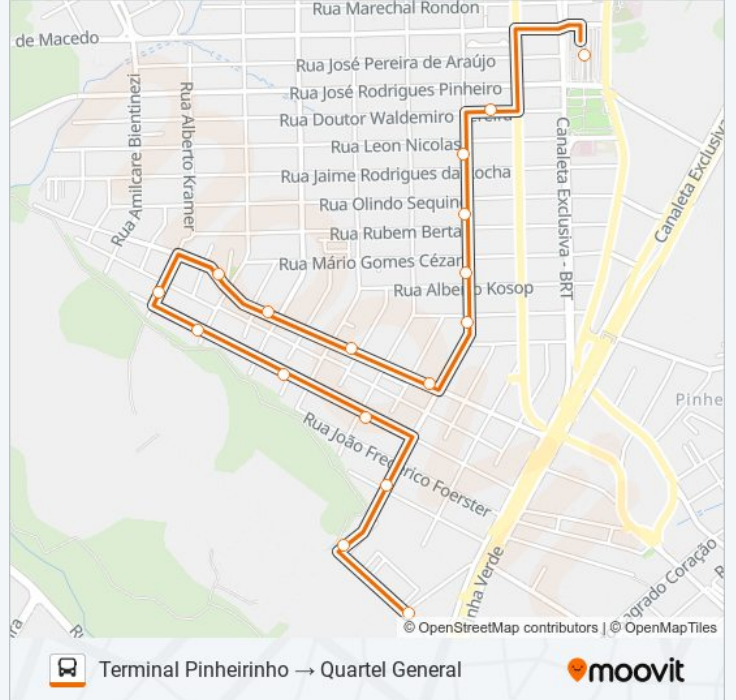 Rua Marechal Rondon
de Macedo
Rua José Pereira de Araújo
Rua José Rodrigues Pinheiro
Rua Doutor Waldemiro Pereira
Rua Leon Nicolas
Rua Jaime Rodrigues da Rocha
Rua Olindo Sequin
Rua Rubem Berta
Rua Mário Gomes Cézar
Rua Alberto Kosop
Rua Amilcare Bientinezi
Rua Alberto Kramer
Canaleta Exclusiva - BRT
Canaleta Exclusiva
Pinhe
Rua João Frederico Foerster
nha Verde
agrado Coração
© OpenStreetMap contributors | © OpenMapTiles
Terminal Pinheirinho → Quartel General
moovit